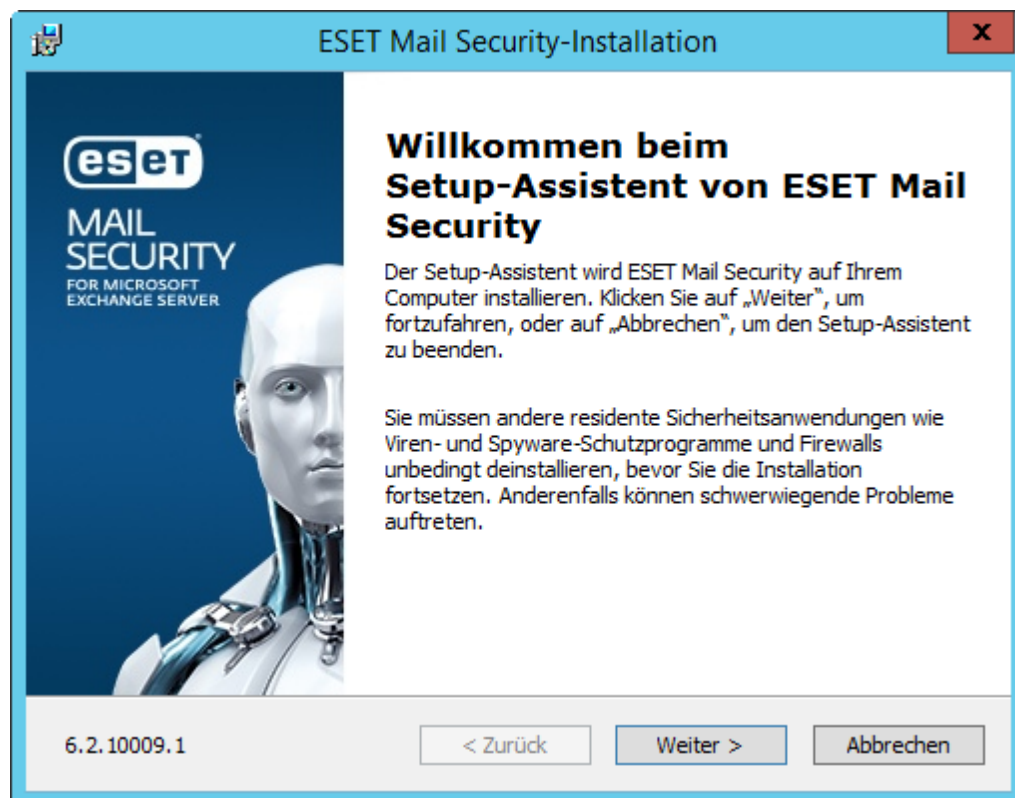 ESET Mail Security-Installation
x
eset
MAIL
SECURITY
FOR MICROSOFT
EXCHANGE SERVER
Willkommen beim
Setup-Assistent von ESET Mail
Security
Der Setup-Assistent wird ESET Mail Security auf Ihrem
Computer installieren. Klicken Sie auf „Weiter“, um
fortzufahren, oder auf „Abbrechen“, um den Setup-Assistent
zu beenden.
Sie müssen andere residente Sicherheitsanwendungen wie
Viren- und Spyware-Schutzprogramme und Firewalls
unbedingt deinstallieren, bevor Sie die Installation
fortsetzen. Anderenfalls können schwerwiegende Probleme
auftreten.
6.2.10009.1
< Zurück
Weiter >
Abbrechen